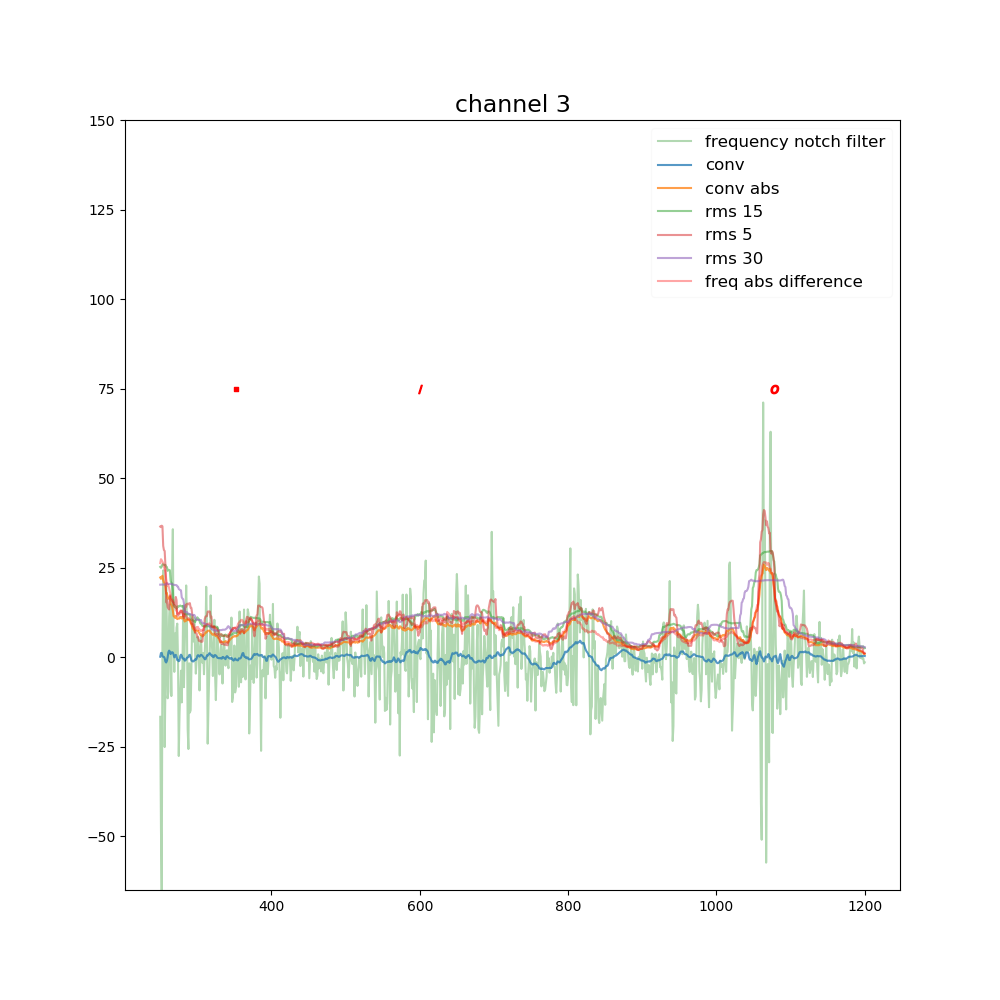 channel 3
150
125
100
75
50
25
0
−25
−50
frequency notch filter
conv
conv abs
rms 15
rms 5
rms 30
freq abs difference
. / o
400 600 800 1000 1200